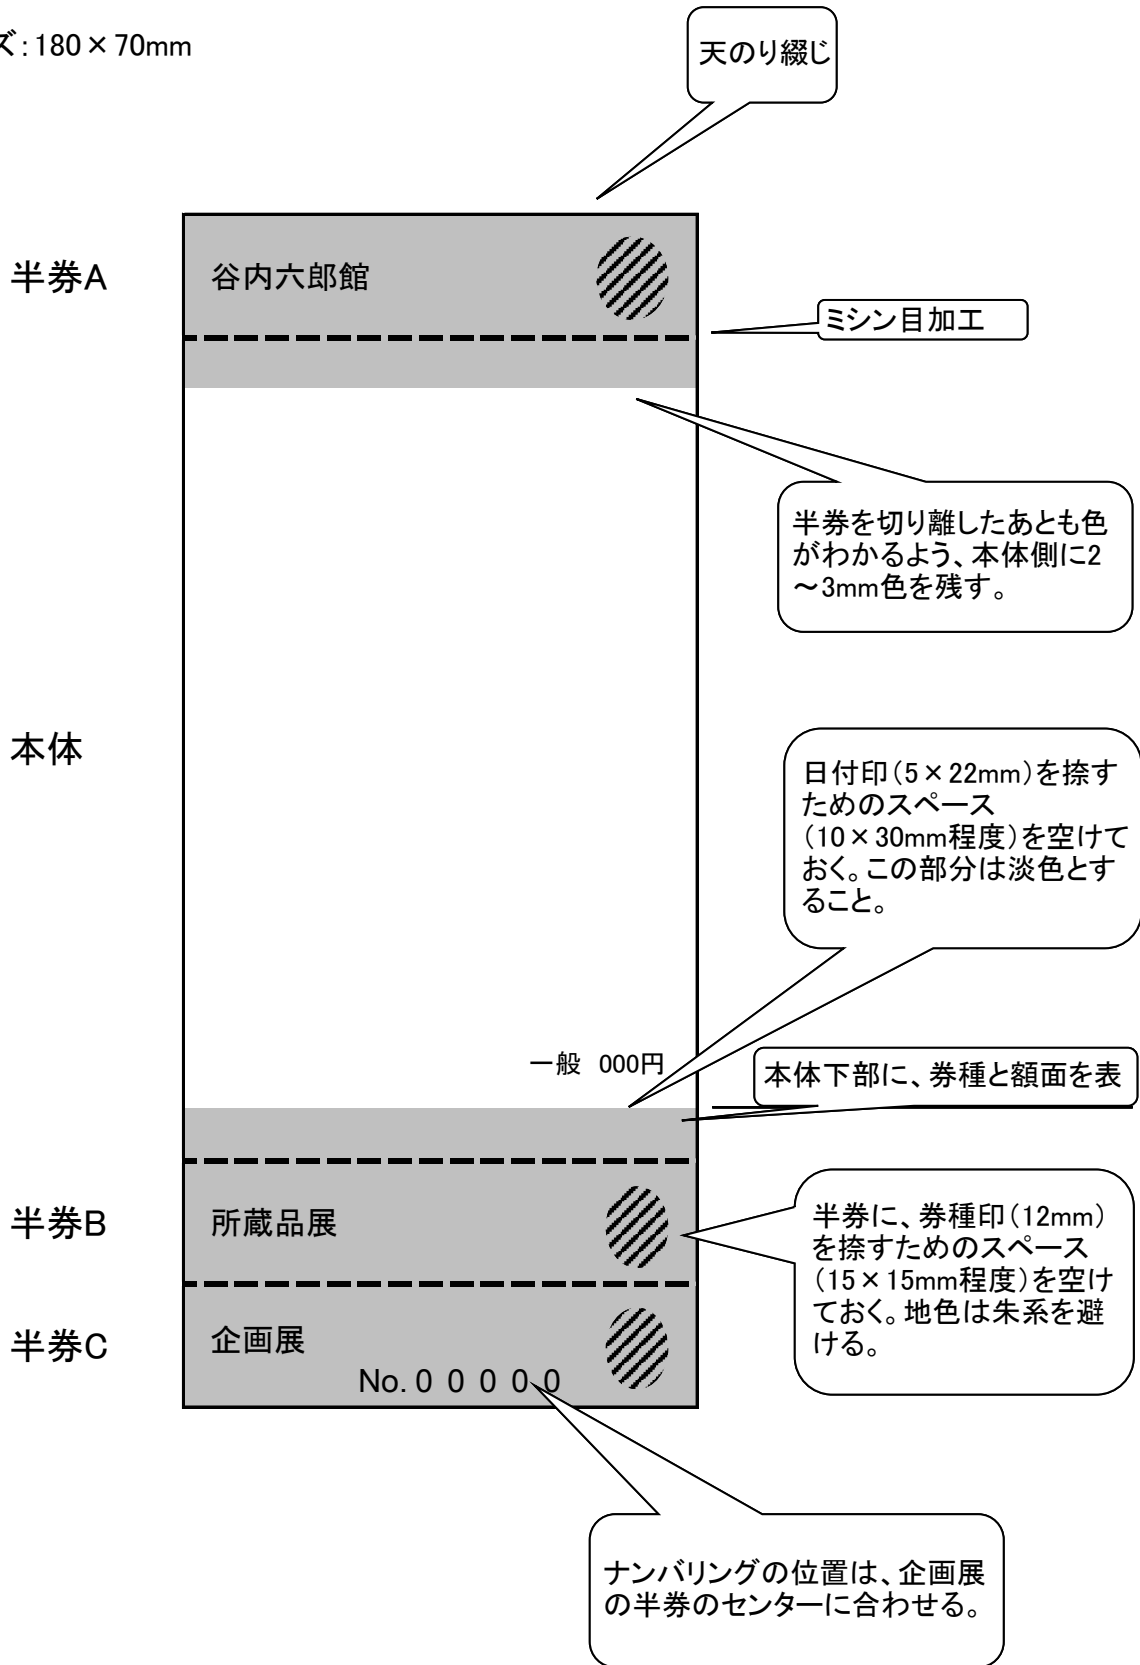 ズ：180×70mm
天のり綴じ
半券A
谷内六郎館
ミシン目加工
半券を切り離したあとも色
がわかるよう、本体側に2
～3mm色を残す。
本体
日付印（5×22mm）を捺す
ためのスペース
（10×30mm程度）を空けて
おく。この部分は淡色とす
ること。
一般　000円
本体下部に、券種と額面を表
半券B
所蔵品展
半券に、券種印（12mm）
を捺すためのスペース
（15×15mm程度）を空け
ておく。地色は朱系を避
ける。
半券C
企画展
No.０００００
ナンバリングの位置は、企画展
の半券のセンターに合わせる。